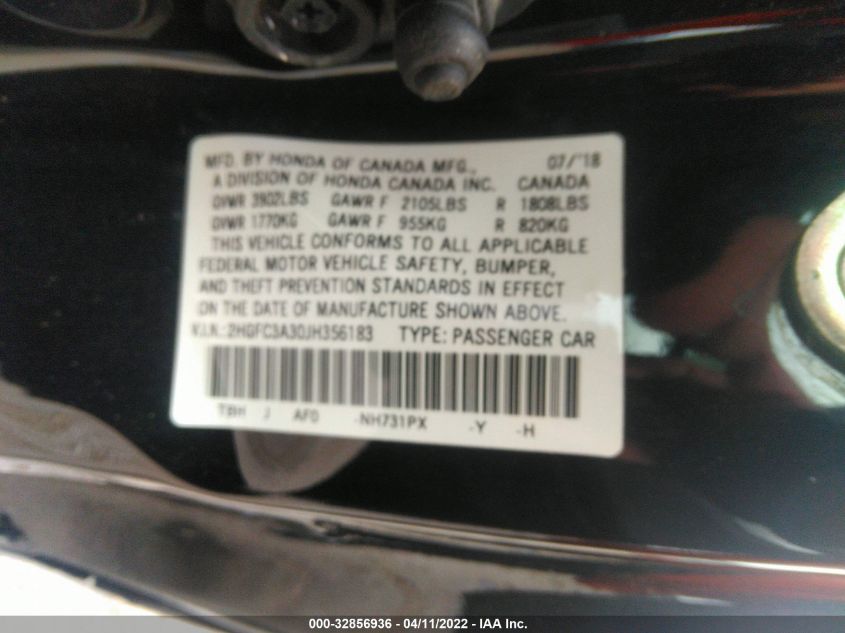 MFD. BY HONDA OF CANADA MFG., 07/'18
A DIVISION OF HONDA CANADA INC. CANADA
GVWR 3902LBS GAWR F 2105LBS R 1808LBS
GVWR 1770KG GAWR F 955KG R 820KG
THIS VEHICLE CONFORMS TO ALL APPLICABLE
FEDERAL MOTOR VEHICLE SAFETY, BUMPER,
AND THEFT PREVENTION STANDARDS IN EFFECT
ON THE DATE OF MANUFACTURE SHOWN ABOVE.
V.I.N.:2HGFC3A30JH356183 TYPE: PASSENGER CAR
TBH J AF0 -NH731PX -Y -H
000-32856936 - 04/11/2022 - IAA Inc.